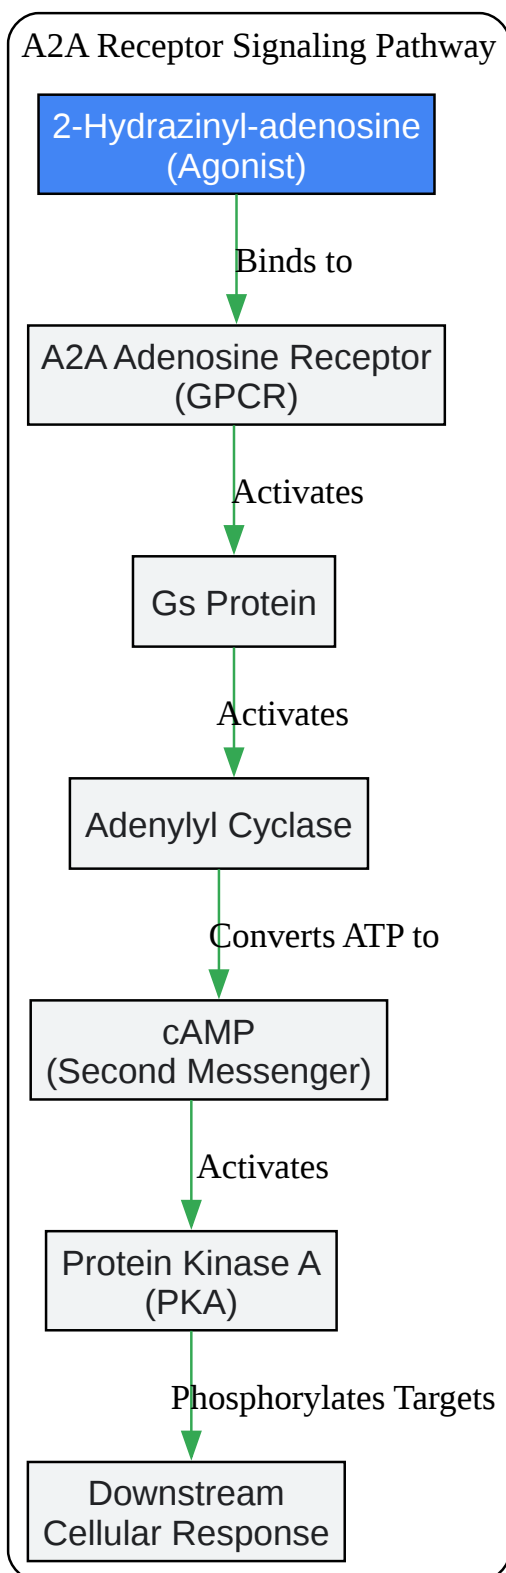 A2A Receptor Signaling Pathway
2-Hydrazinyl-adenosine
(Agonist)
Binds to
A2A Adenosine Receptor
(GPCR)
Activates
Gs Protein
Activates
Adenylyl Cyclase
Converts ATP to
cAMP
(Second Messenger)
Activates
Protein Kinase A
(PKA)
Phosphorylates Targets
Downstream
Cellular Response